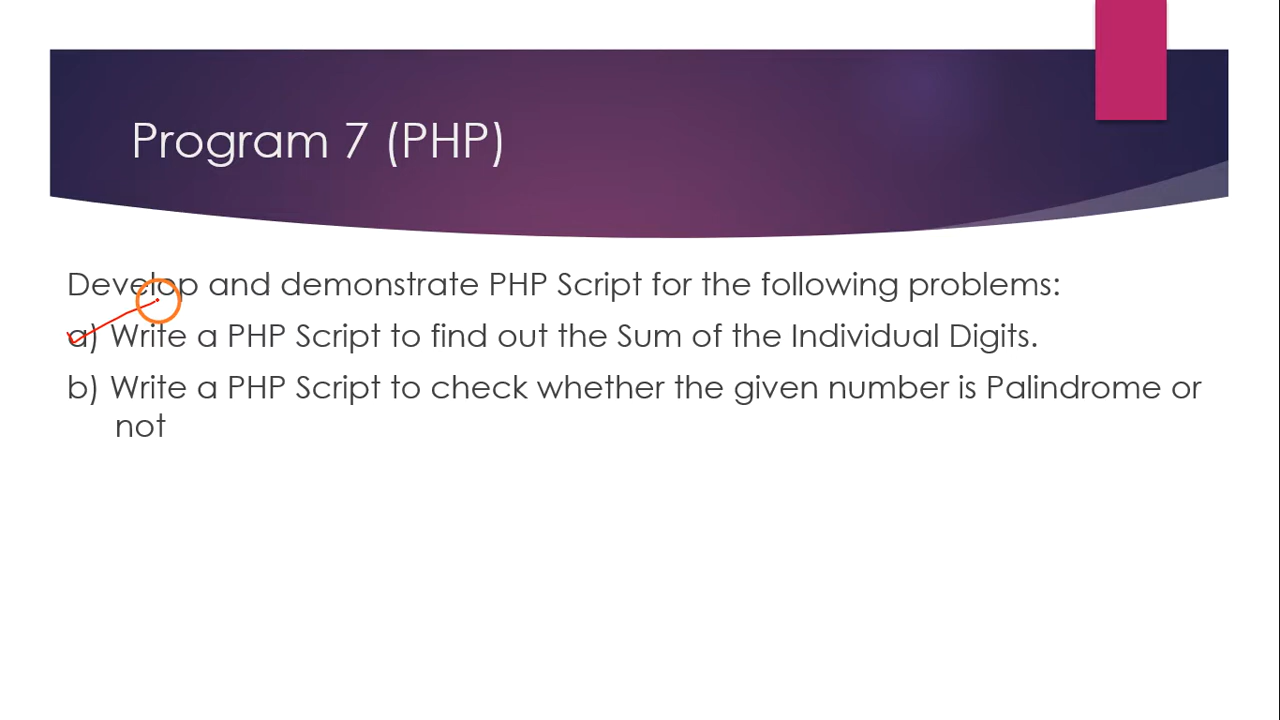 Program 7 (PHP)
Develop and demonstrate PHP Script for the following problems:
a) Write a PHP Script to find out the Sum of the Individual Digits.
b) Write a PHP Script to check whether the given number is Palindrome or
not